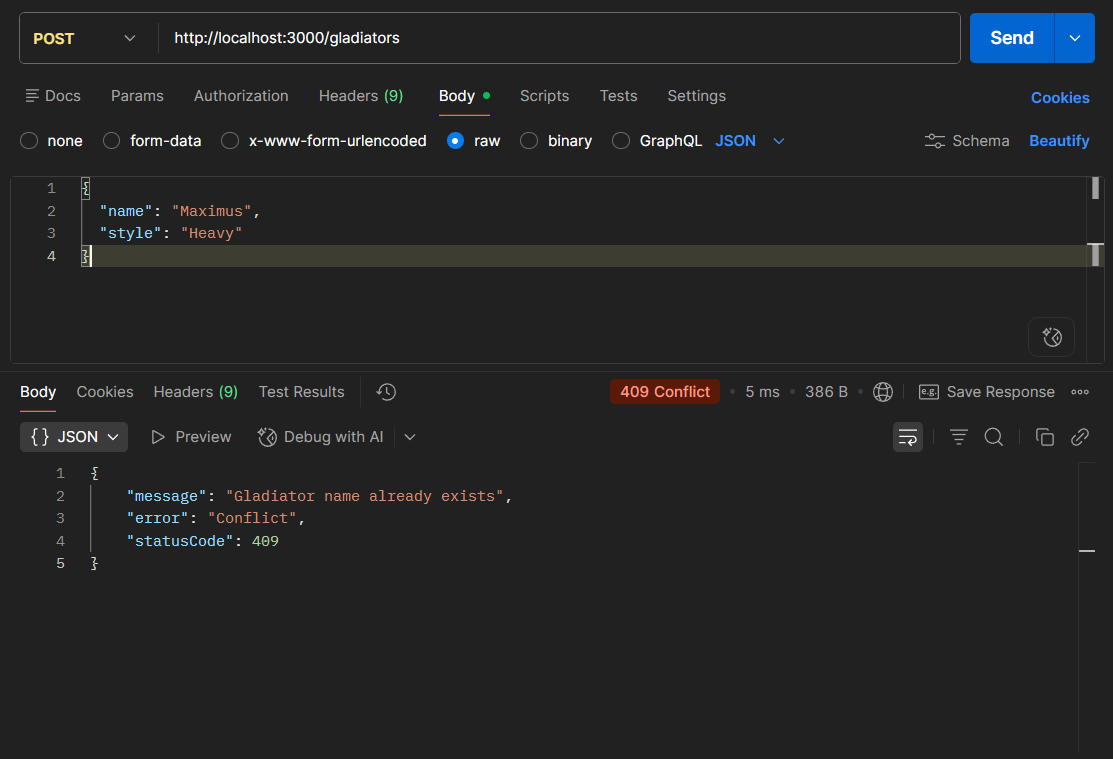 POST http://localhost:3000/gladiators Send
Docs Params Authorization Headers (9) Body Scripts Tests Settings Cookies
none form-data x-www-form-urlencoded raw binary GraphQL JSON Schema Beautify
1 {
2 "name": "Maximus",
3 "style": "Heavy"
4 }
Body Cookies Headers (9) Test Results 409 Conflict • 5 ms • 386 B • e.g. Save Response
{} JSON Preview Debug with AI
1 {
2 "message": "Gladiator name already exists",
3 "error": "Conflict",
4 "statusCode": 409
5 }